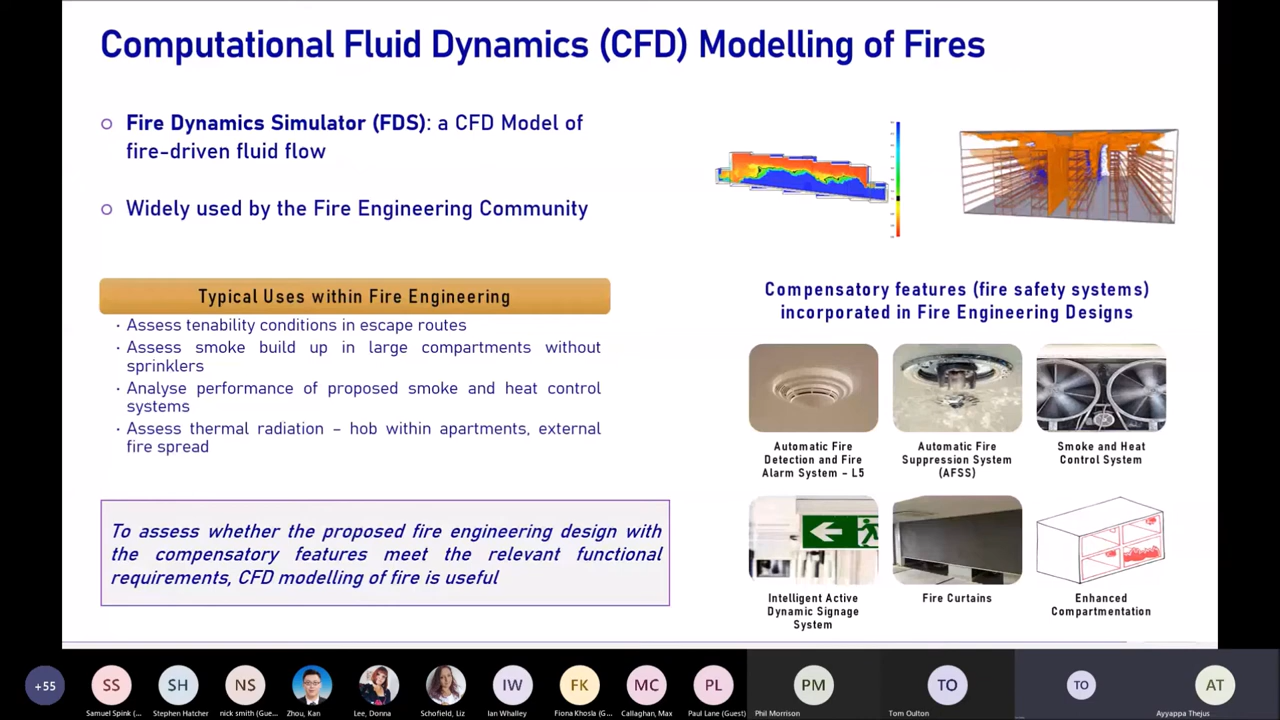 Computational Fluid Dynamics (CFD) Modelling of Fires
Fire Dynamics Simulator (FDS): a CFD Model of
fire-driven fluid flow
Widely used by the Fire Engineering Community
Typical Uses within Fire Engineering
· Assess tenability conditions in escape routes
· Assess smoke build up in large compartments without
sprinklers
· Analyse performance of proposed smoke and heat control
systems
· Assess thermal radiation – hob within apartments, external
fire spread
To assess whether the proposed fire engineering design with
the compensatory features meet the relevant functional
requirements, CFD modelling of fire is useful
Compensatory features (fire safety systems)
incorporated in Fire Engineering Designs
Automatic Fire
Detection and Fire
Alarm System – L5
Automatic Fire
Suppression System
(AFSS)
Smoke and Heat
Control System
Intelligent Active
Dynamic Signage
System
Fire Curtains
Enhanced
Compartmentation
+55
SS
SH
NS
IW
FK
MC
PL
PM
TO
TO
AT
Samuel Spink (...
Stephen Hatcher
nick smith (Gue...
Zhou, Kan
Lee, Donna
Schofield, Liz
Ian Whalley
Fiona Khosla (G...
Callaghan, Max
Paul Lane (Guest)
Phil Morrison
Tom Oulton
Ayyappa Thejus